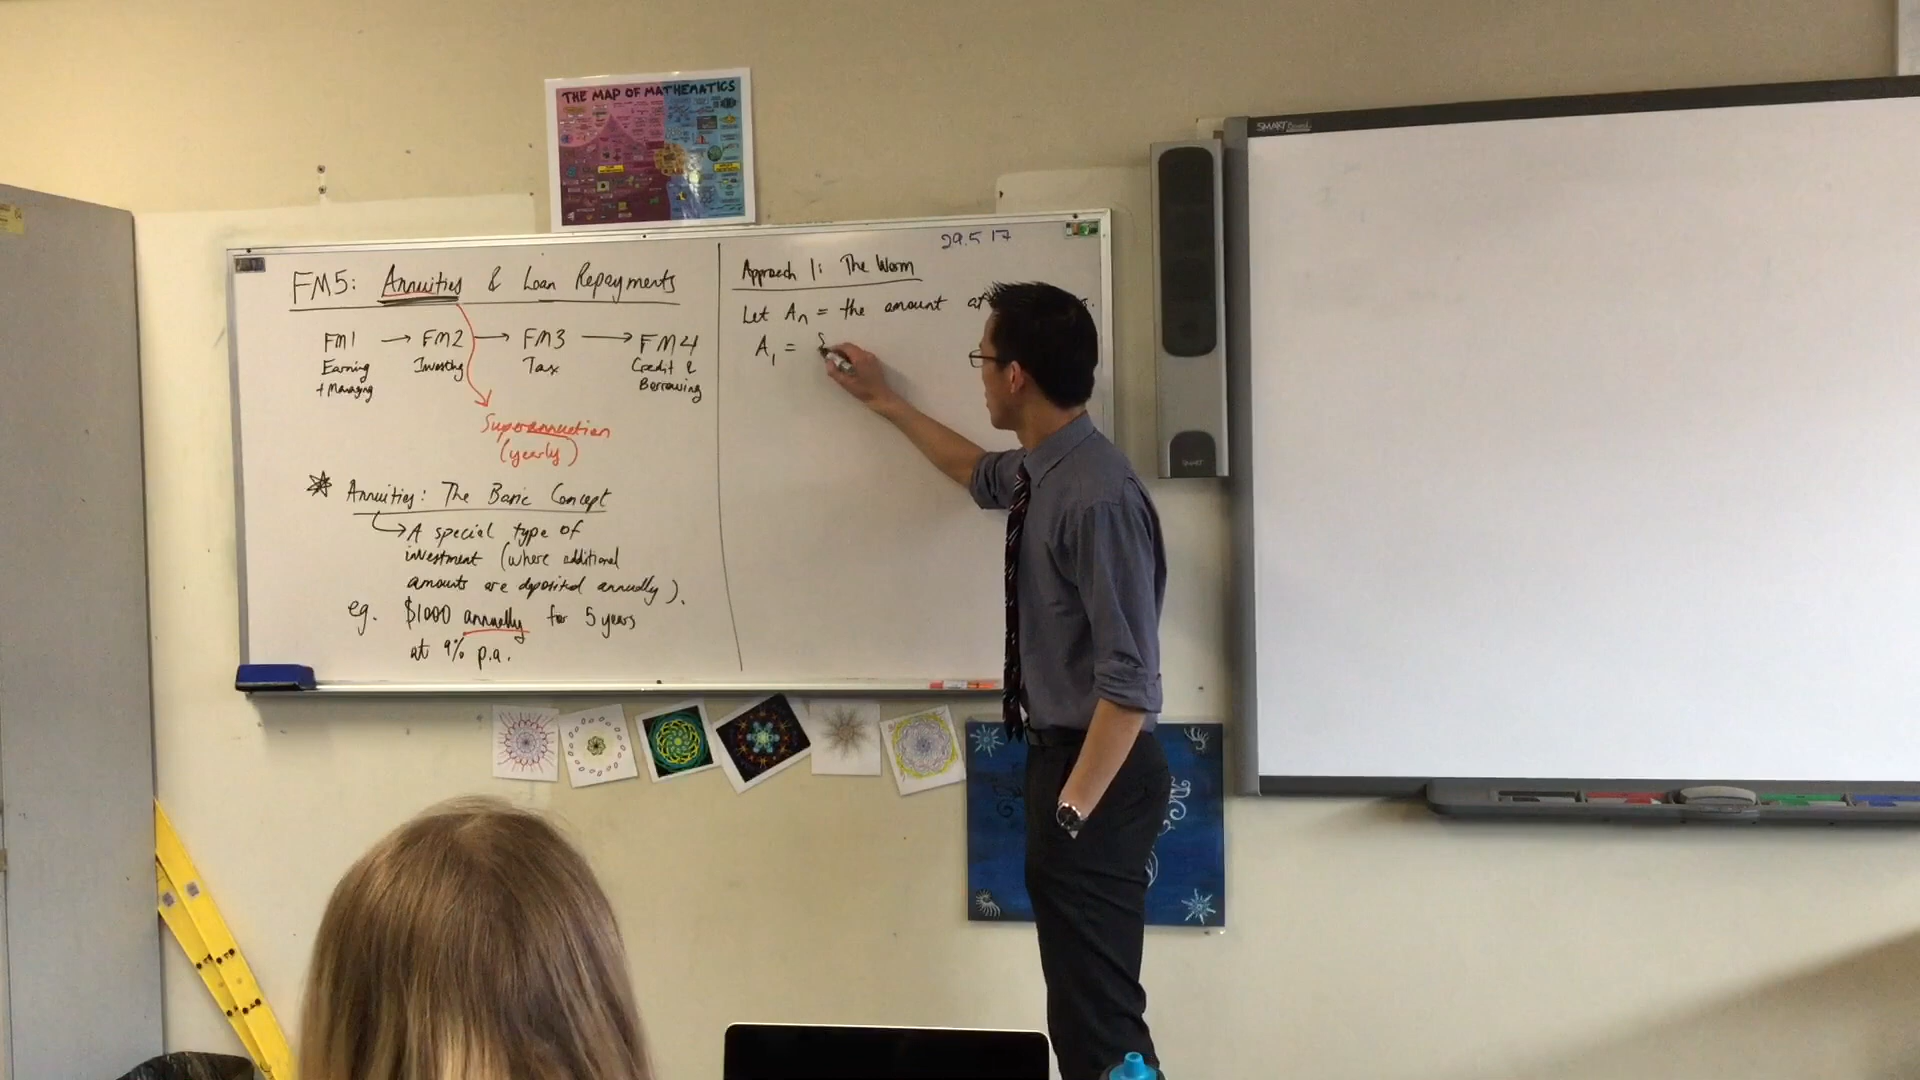 THE MAP OF MATHEMATICS
SMART Board
29.5 17
FM5: Annuities & Loan Repayments
FM1 → FM2 → FM3 → FM4
Earning
+ Managing
Investing
Tax
Credit &
Borrowing
Superannuation
(yearly)
Annuities: The Basic Concept
A special type of
investment (where additional
amounts are deposited annually).
eg. $1000 annually for 5 years
at 9% p.a.
Approach 1: The Worm
Let An = the amount at
A1 = $
SMART